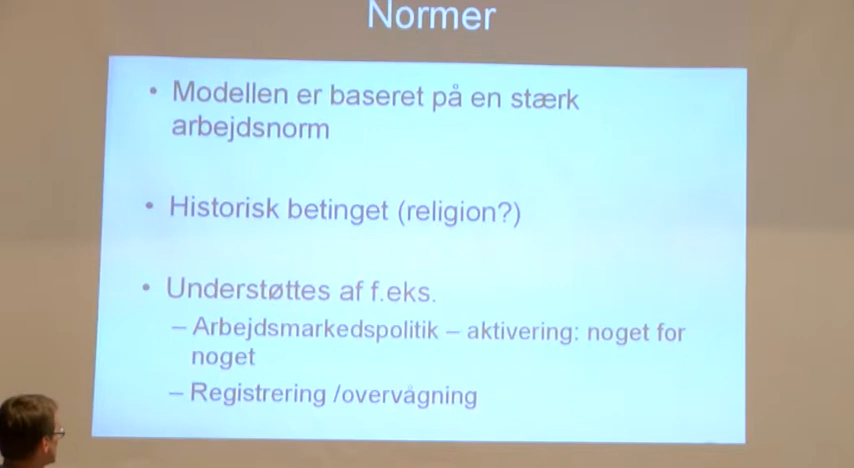 Normer
• Modellen er baseret på en stærk
arbejdsnorm
• Historisk betinget (religion?)
• Understøttes af f.eks.
– Arbejdsmarkedspolitik – aktivering: noget for
noget
– Registrering /overvågning